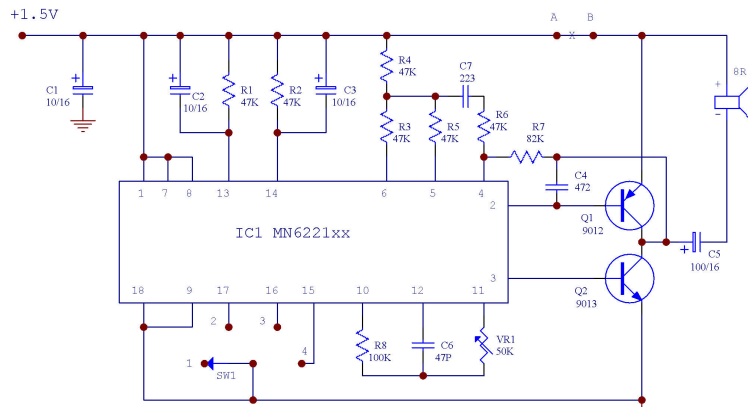 +1.5V
A B
X
+
C1
10/16
+
C2
10/16
R1
47K
R2
47K
+
C3
10/16
R4
47K
C7
223
R3
47K
R5
47K
R6
47K
R7
82K
C4
472
8R
+
−
1 7 8 13 14 6 5 4
2
3
IC1 MN6221xx
Q1
9012
+
C5
100/16
Q2
9013
18 9 17 16 15 10 12 11
2
3
4
1
SW1
R8
100K
C6
47P
VR1
50K